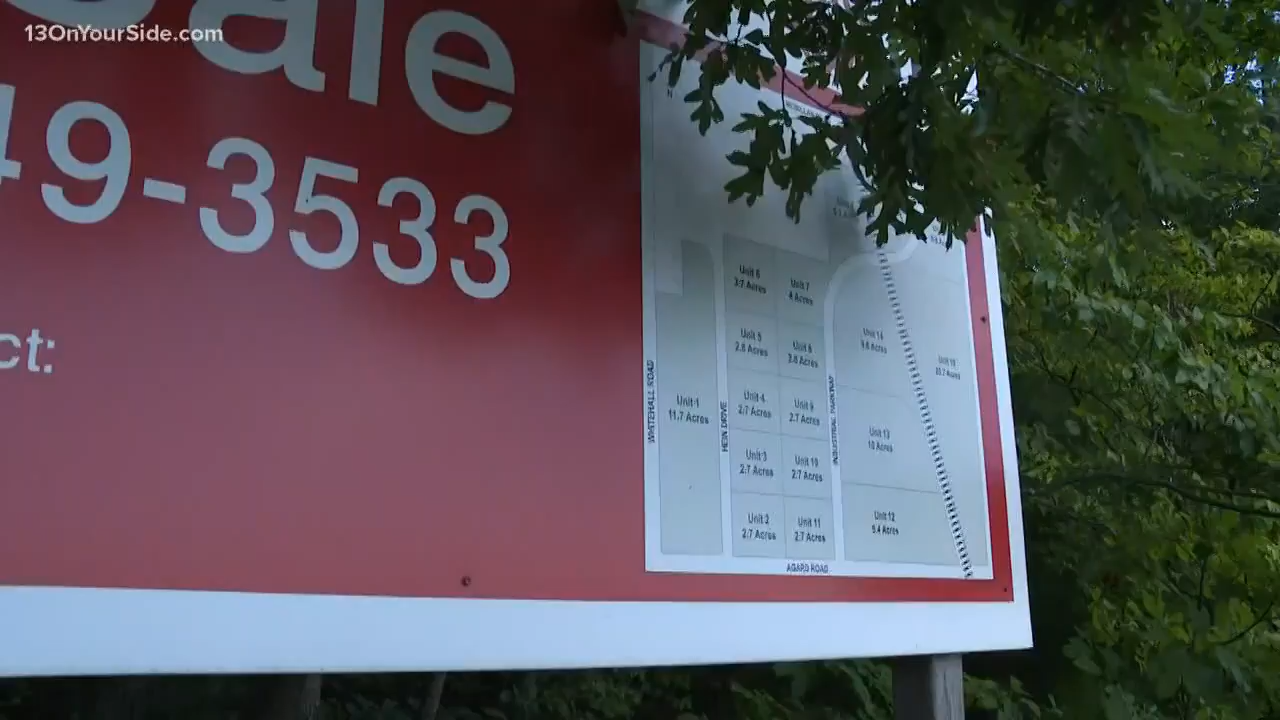 13OnYourSide.com
ale
49-3533
ct:
N
Unit 6
3.7 Acres
Unit 7
4 Acres
Unit 5
2.8 Acres
Unit 8
3.8 Acres
Unit 14
9.6 Acres
Unit 1
11.7 Acres
Unit 4
2.7 Acres
Unit 9
2.7 Acres
Unit 3
2.7 Acres
Unit 10
2.7 Acres
Unit 13
10 Acres
Unit 2
2.7 Acres
Unit 11
2.7 Acres
Unit 12
9.4 Acres
WHITEHALL ROAD
HEIN DRIVE
INDUSTRIAL PARKWAY
AGARD ROAD